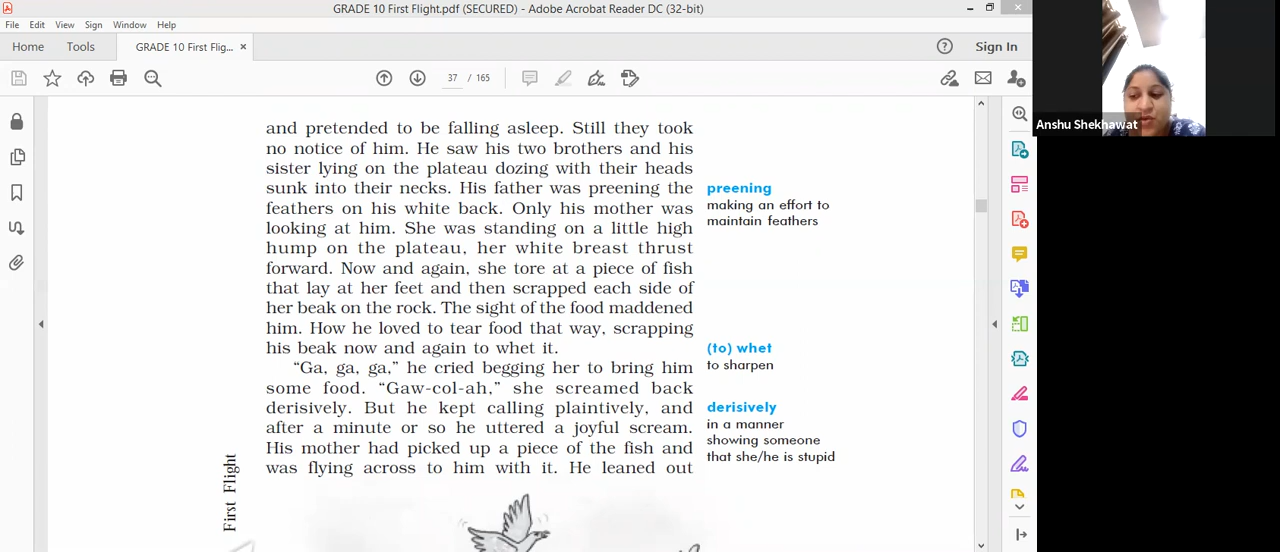 GRADE 10 First Flight.pdf (SECURED) - Adobe Acrobat Reader DC (32-bit)
File Edit View Sign Window Help
Home Tools GRADE 10 First Flig... ×
Sign In
37 / 165
Anshu Shekhawat
and pretended to be falling asleep. Still they took
no notice of him. He saw his two brothers and his
sister lying on the plateau dozing with their heads
sunk into their necks. His father was preening the
feathers on his white back. Only his mother was
looking at him. She was standing on a little high
hump on the plateau, her white breast thrust
forward. Now and again, she tore at a piece of fish
that lay at her feet and then scrapped each side of
her beak on the rock. The sight of the food maddened
him. How he loved to tear food that way, scrapping
his beak now and again to whet it.
“Ga, ga, ga,” he cried begging her to bring him
some food. “Gaw-col-ah,” she screamed back
derisively. But he kept calling plaintively, and
after a minute or so he uttered a joyful scream.
His mother had picked up a piece of the fish and
was flying across to him with it. He leaned out
preening
making an effort to
maintain feathers
(to) whet
to sharpen
derisively
in a manner
showing someone
that she/he is stupid
First Flight